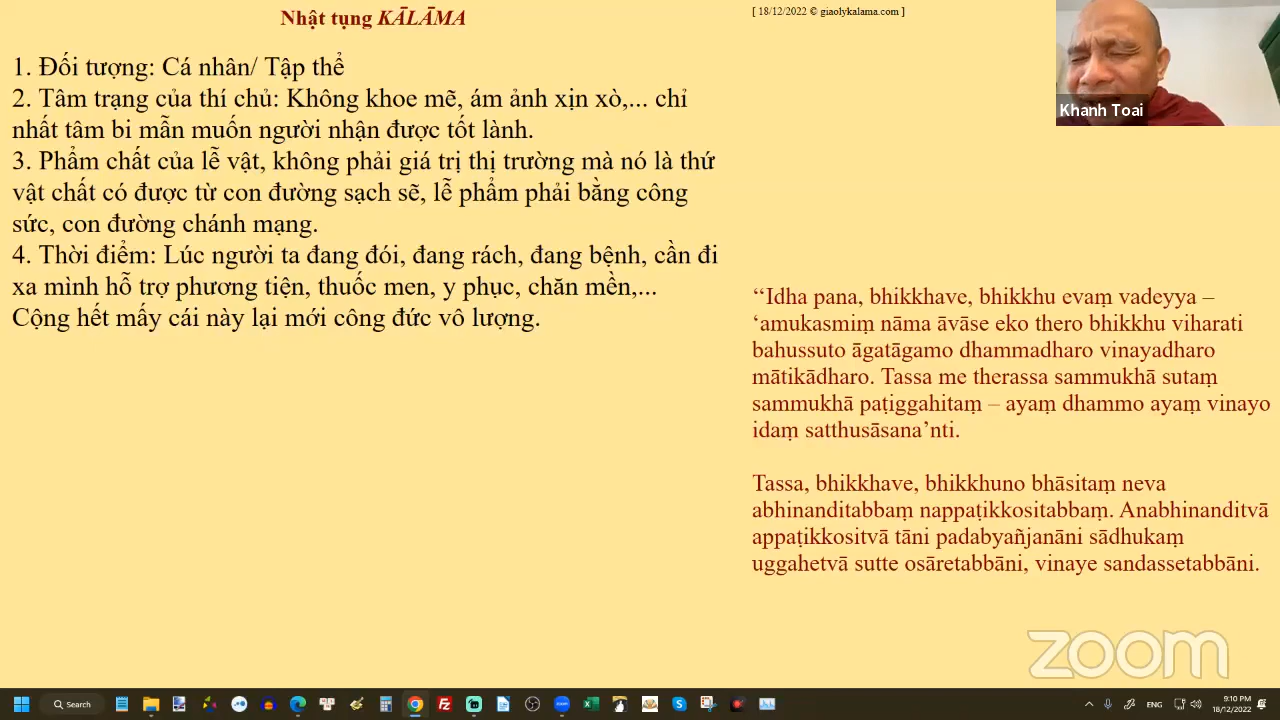 Nhật tụng KĀLĀMA
[ 18/12/2022 © giaolykalama.com ]
1. Đối tượng: Cá nhân/ Tập thể
2. Tâm trạng của thí chủ: Không khoe mẽ, ám ảnh xịn xò,... chỉ
nhất tâm bi mẫn muốn người nhận được tốt lành.
3. Phẩm chất của lễ vật, không phải giá trị thị trường mà nó là thứ
vật chất có được từ con đường sạch sẽ, lễ phẩm phải bằng công
sức, con đường chánh mạng.
4. Thời điểm: Lúc người ta đang đói, đang rách, đang bệnh, cần đi
xa mình hỗ trợ phương tiện, thuốc men, y phục, chăn mền,...
Cộng hết mấy cái này lại mới công đức vô lượng.
Khanh Toai
“Idha pana, bhikkhave, bhikkhu evaṃ vadeyya –
‘amukasmiṃ nāma āvāse eko thero bhikkhu viharati
bahussuto āgatāgamo dhammadharo vinayadharo
mātikādharo. Tassa me therassa sammukhā sutaṃ
sammukhā paṭiggahitaṃ – ayaṃ dhammo ayaṃ vinayo
idaṃ satthusāsana’nti.
Tassa, bhikkhave, bhikkhuno bhāsitaṃ neva
abhinanditabbaṃ nappaṭikkositabbaṃ. Anabhinanditvā
appaṭikkositvā tāni padabyañjanāni sādhukaṃ
uggahetvā sutte osāretabbāni, vinaye sandassetabbāni.
zoom
Search
ENG
9:10 PM
18/12/2022